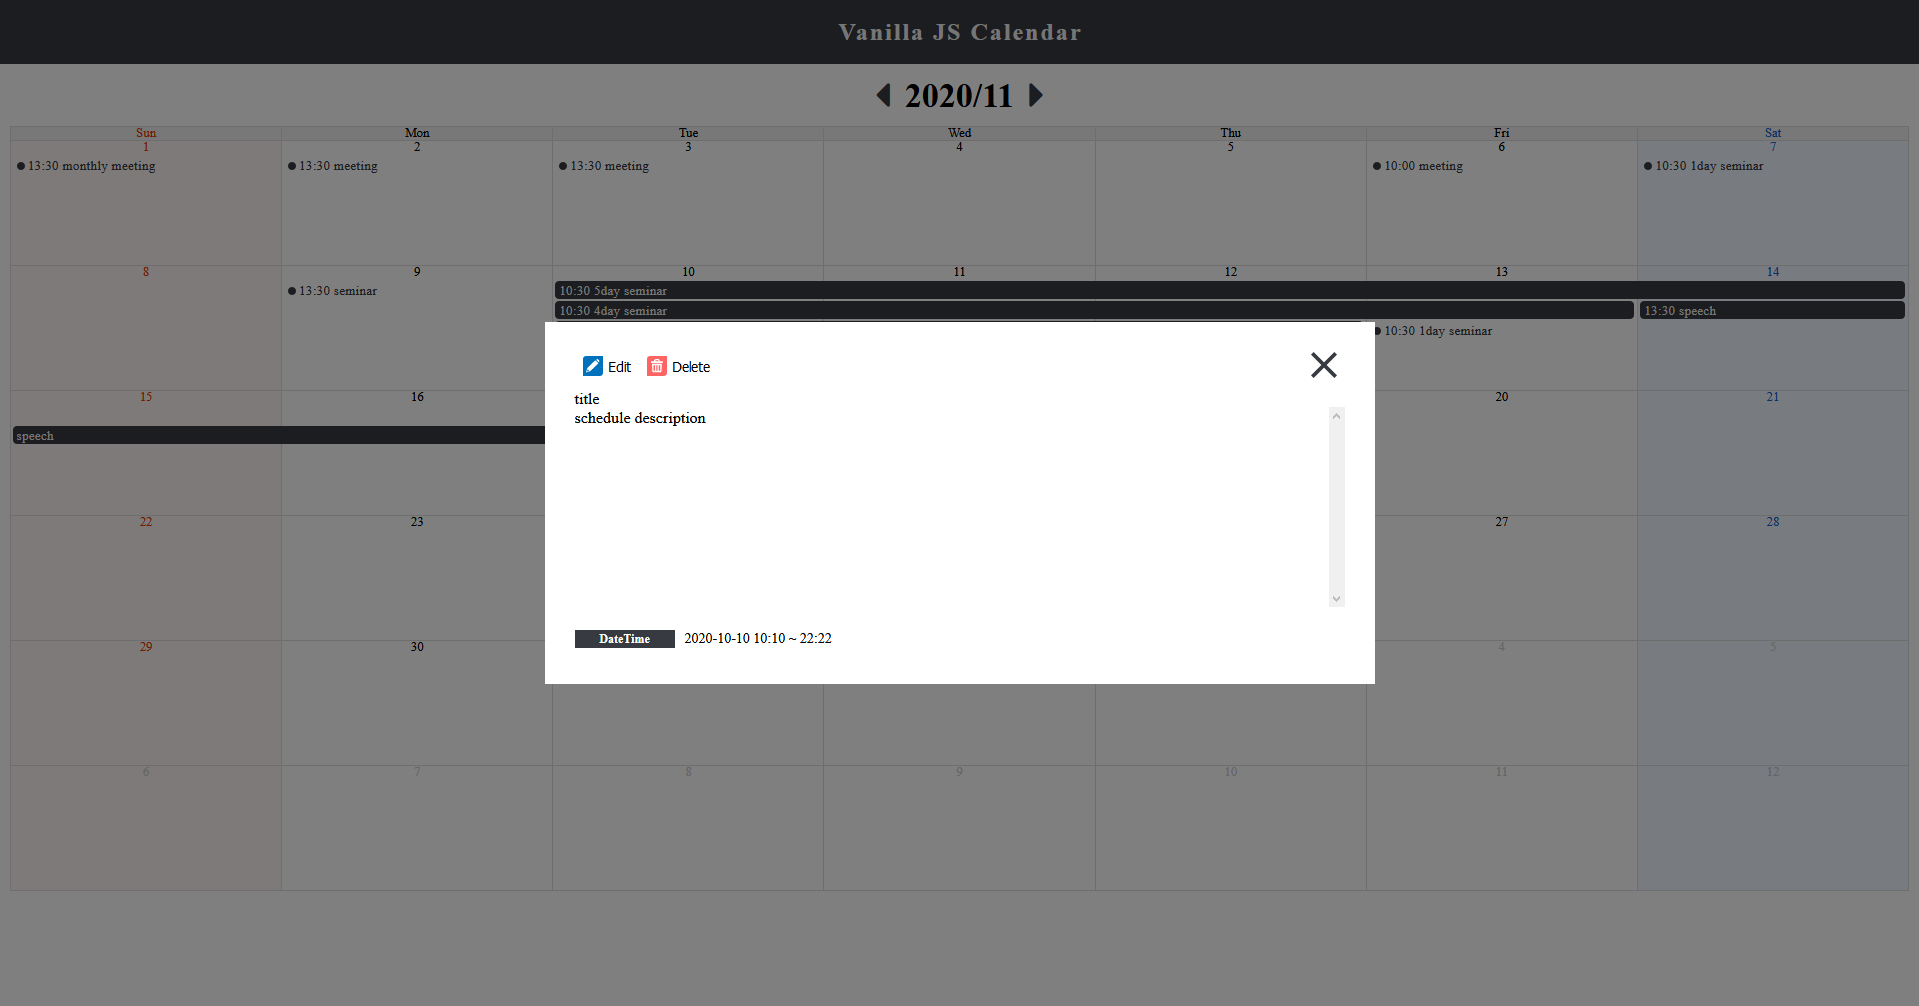 Vanilla JS Calendar
2020/11
Sun Mon Tue Wed Thu Fri Sat
1 2 3 4 5 6 7
13:30 monthly meeting 13:30 meeting 13:30 meeting 10:00 meeting 10:30 1day seminar
8 9 10 11 12 13 14
13:30 seminar 10:30 5day seminar
10:30 4day seminar 13:30 speech
10:30 1day seminar
Edit Delete
title
schedule description
DateTime 2020-10-10 10:10 ~ 22:22
15 16 20 21
speech
22 23 27 28
29 30 4 5
6 7 8 9 10 11 12